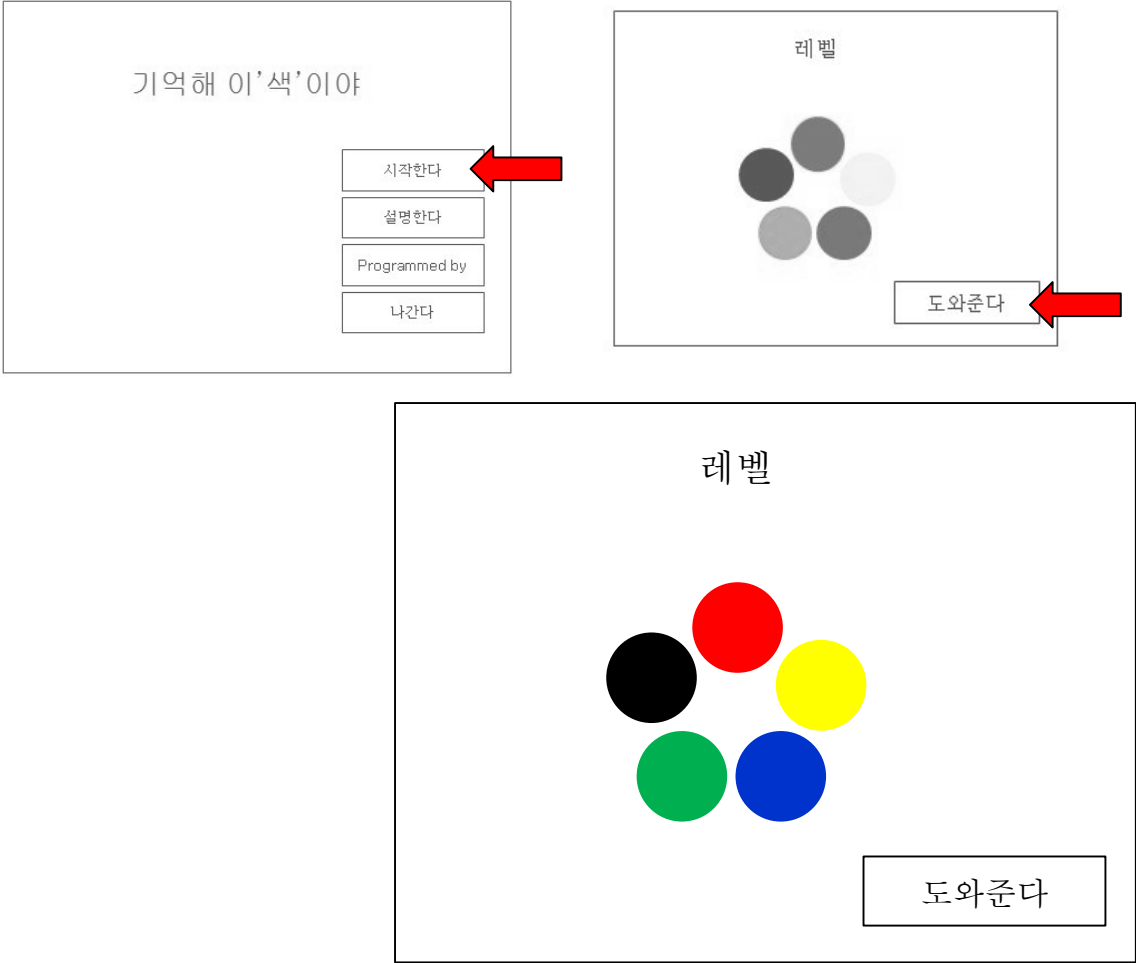 기억해 이’색’이야
시작한다
설명한다
Programmed by
나간다
레벨
도와준다
레벨
도와준다